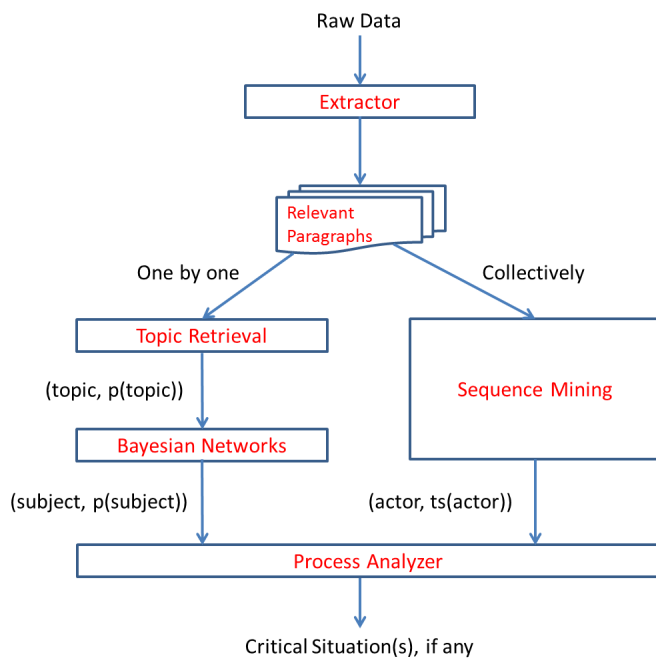 Raw Data
Extractor
Relevant
Paragraphs
One by one
Collectively
Topic Retrieval
Sequence Mining
(topic, p(topic))
Bayesian Networks
(subject, p(subject))
(actor, ts(actor))
Process Analyzer
Critical Situation(s), if any